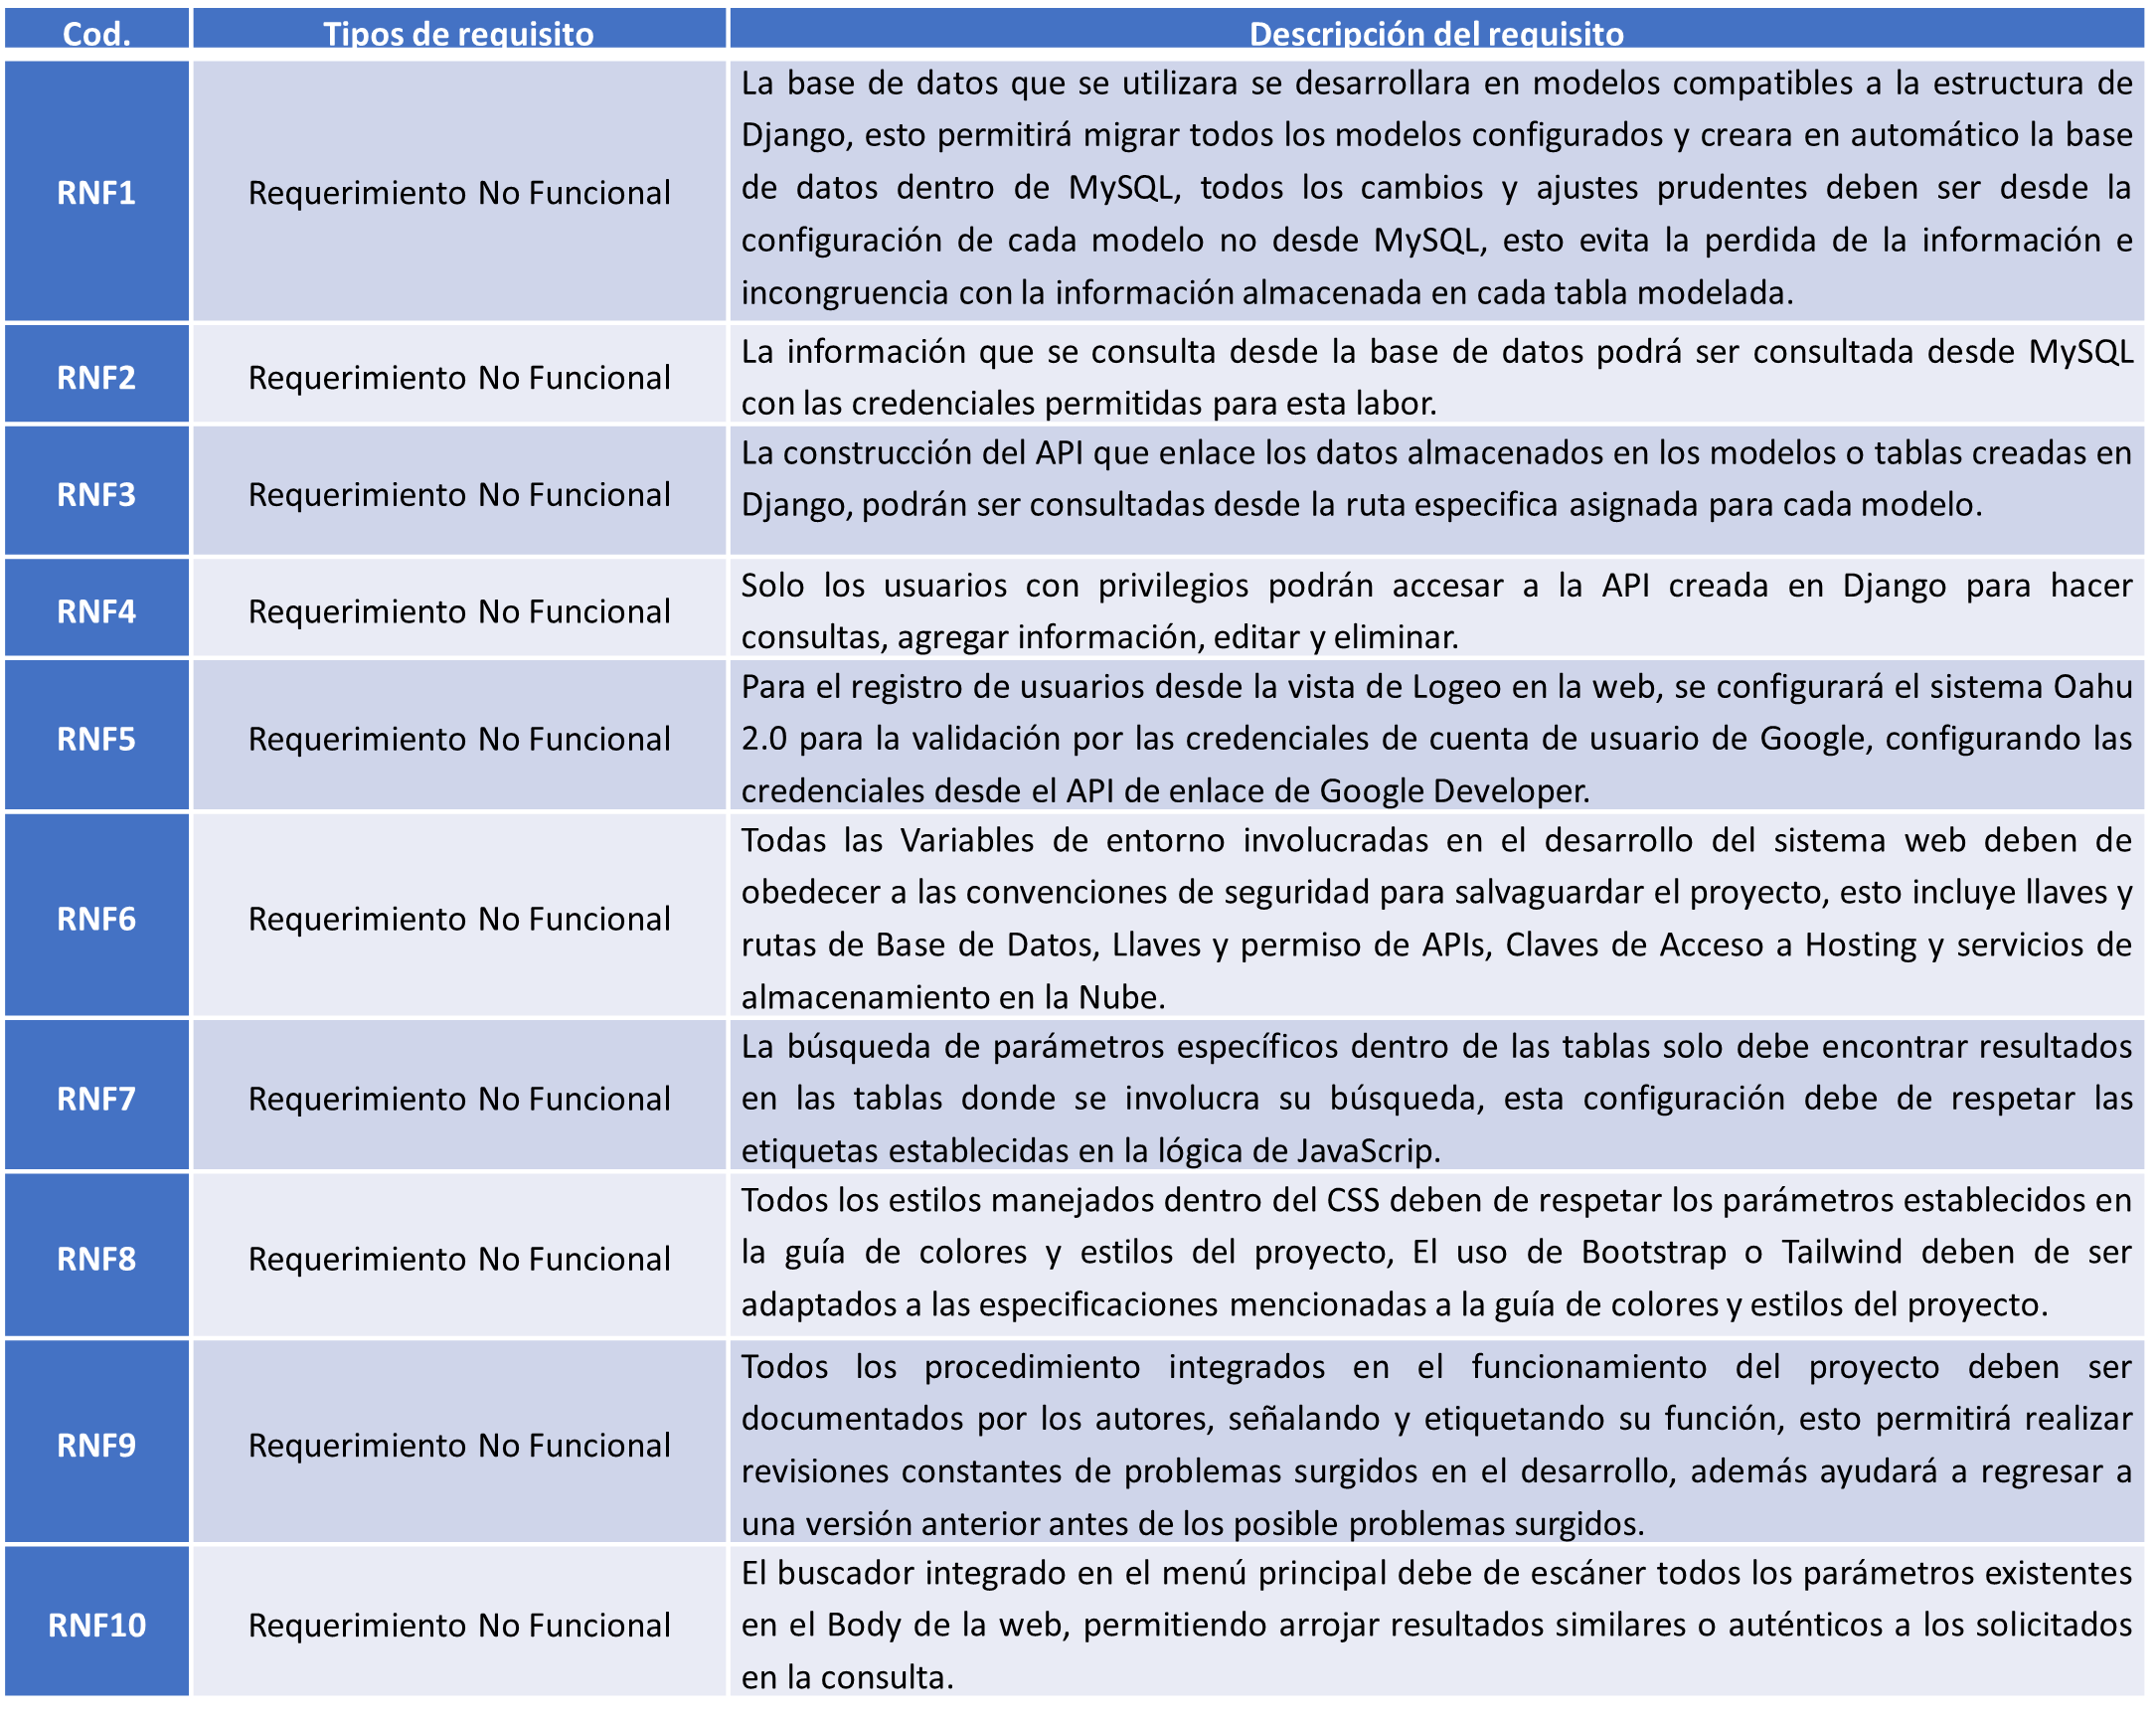 Cod.
Tipos de requisito
Descripción del requisito
RNF1
Requerimiento No Funcional
La base de datos que se utilizara se desarrollara en modelos compatibles a la estructura de
Django, esto permitirá migrar todos los modelos configurados y creara en automático la base
de datos dentro de MySQL, todos los cambios y ajustes prudentes deben ser desde la
configuración de cada modelo no desde MySQL, esto evita la perdida de la información e
incongruencia con la información almacenada en cada tabla modelada.
RNF2
Requerimiento No Funcional
La información que se consulta desde la base de datos podrá ser consultada desde MySQL
con las credenciales permitidas para esta labor.
RNF3
Requerimiento No Funcional
La construcción del API que enlace los datos almacenados en los modelos o tablas creadas en
Django, podrán ser consultadas desde la ruta especifica asignada para cada modelo.
RNF4
Requerimiento No Funcional
Solo los usuarios con privilegios podrán accesar a la API creada en Django para hacer
consultas, agregar información, editar y eliminar.
RNF5
Requerimiento No Funcional
Para el registro de usuarios desde la vista de Logeo en la web, se configurará el sistema Oahu
2.0 para la validación por las credenciales de cuenta de usuario de Google, configurando las
credenciales desde el API de enlace de Google Developer.
RNF6
Requerimiento No Funcional
Todas las Variables de entorno involucradas en el desarrollo del sistema web deben de
obedecer a las convenciones de seguridad para salvaguardar el proyecto, esto incluye llaves y
rutas de Base de Datos, Llaves y permiso de APIs, Claves de Acceso a Hosting y servicios de
almacenamiento en la Nube.
RNF7
Requerimiento No Funcional
La búsqueda de parámetros específicos dentro de las tablas solo debe encontrar resultados
en las tablas donde se involucra su búsqueda, esta configuración debe de respetar las
etiquetas establecidas en la lógica de JavaScrip.
RNF8
Requerimiento No Funcional
Todos los estilos manejados dentro del CSS deben de respetar los parámetros establecidos en
la guía de colores y estilos del proyecto, El uso de Bootstrap o Tailwind deben de ser
adaptados a las especificaciones mencionadas a la guía de colores y estilos del proyecto.
RNF9
Requerimiento No Funcional
Todos los procedimiento integrados en el funcionamiento del proyecto deben ser
documentados por los autores, señalando y etiquetando su función, esto permitirá realizar
revisiones constantes de problemas surgidos en el desarrollo, además ayudará a regresar a
una versión anterior antes de los posible problemas surgidos.
RNF10
Requerimiento No Funcional
El buscador integrado en el menú principal debe de escáner todos los parámetros existentes
en el Body de la web, permitiendo arrojar resultados similares o auténticos a los solicitados
en la consulta.